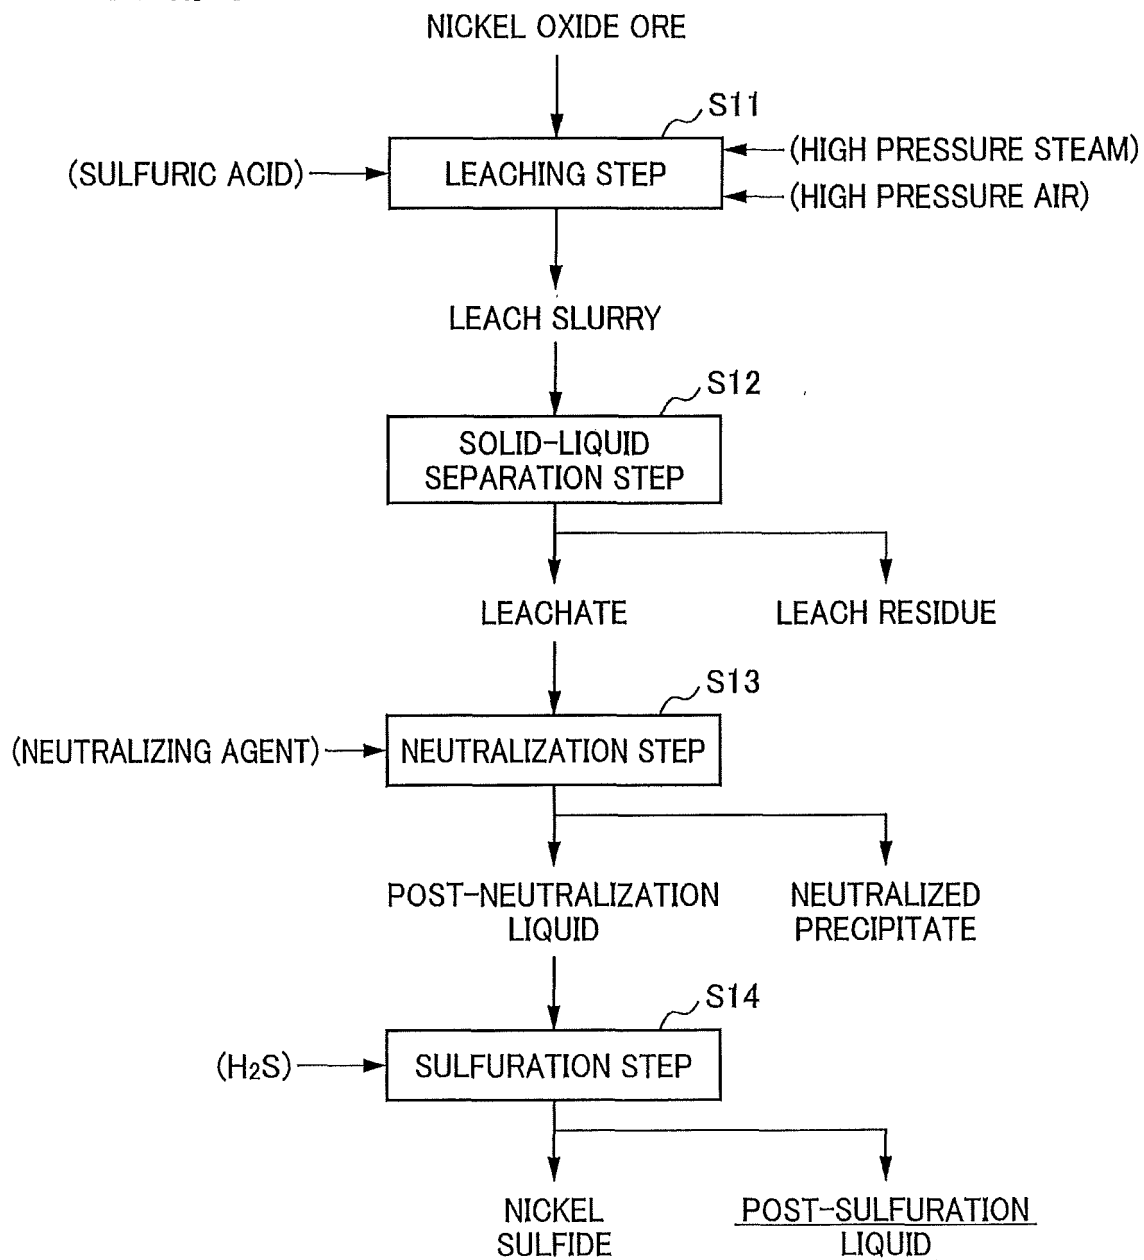 NICKEL OXIDE ORE
S11
(SULFURIC ACID)
LEACHING STEP
(HIGH PRESSURE STEAM)
(HIGH PRESSURE AIR)
LEACH SLURRY
S12
SOLID-LIQUID
SEPARATION STEP
LEACHATE
LEACH RESIDUE
S13
(NEUTRALIZING AGENT)
NEUTRALIZATION STEP
POST-NEUTRALIZATION
LIQUID
NEUTRALIZED
PRECIPITATE
S14
(H2S)
SULFURATION STEP
NICKEL
SULFIDE
POST-SULFURATION
LIQUID